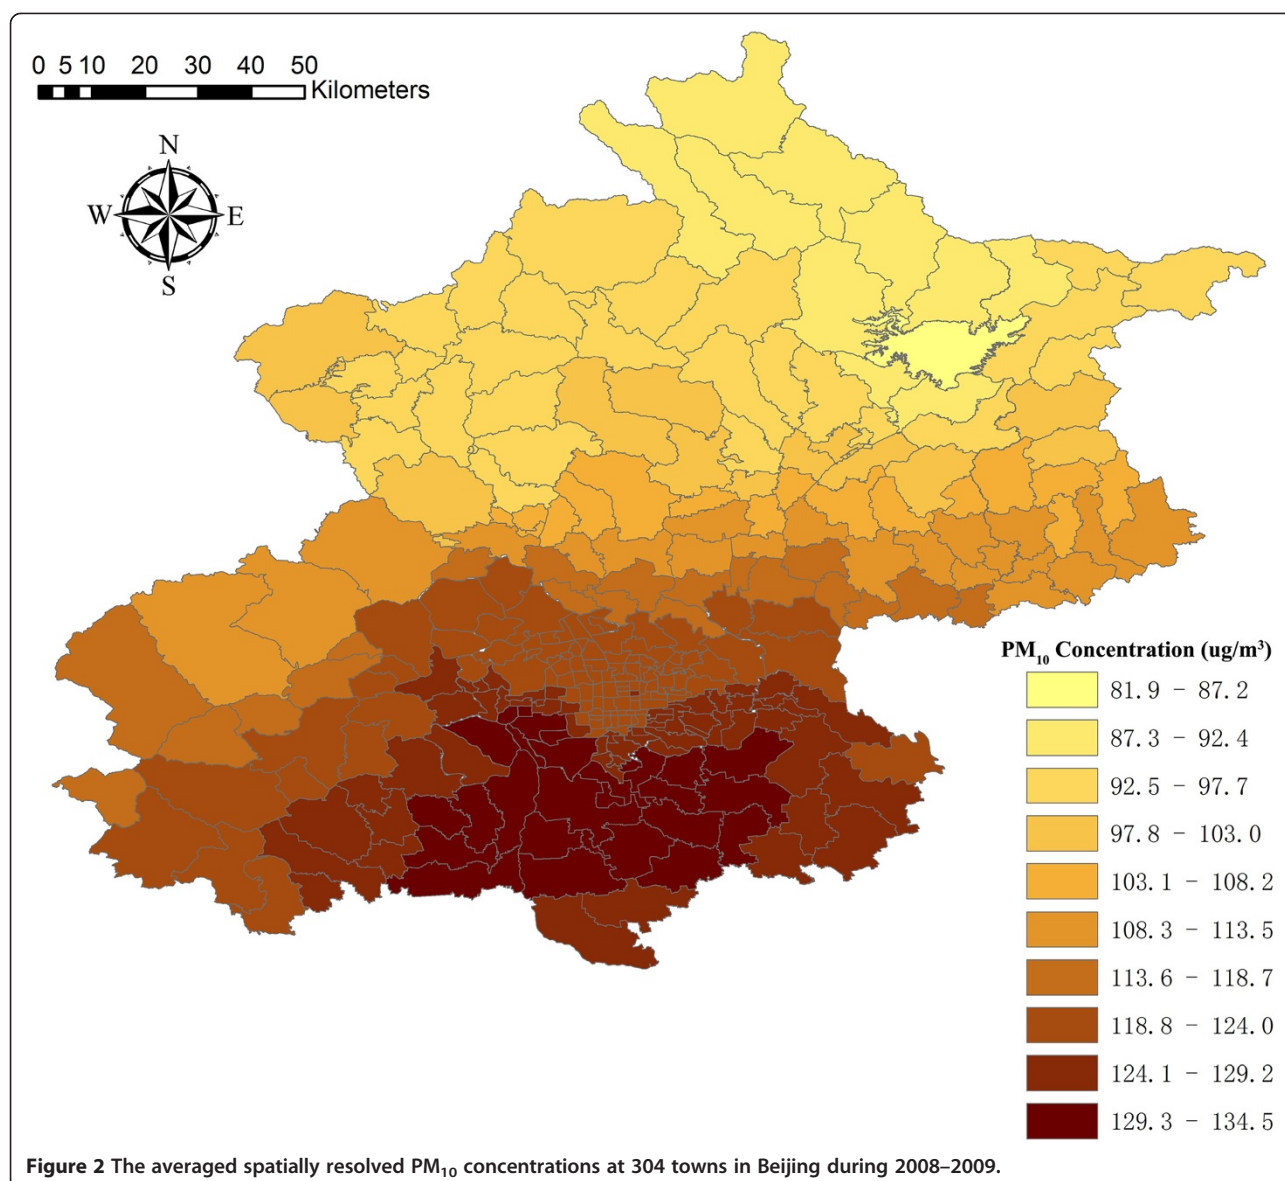 0 5 10 20 30 40 50
Kilometers
N
W E
S
PM₁₀ Concentration (ug/m³)
81.9 - 87.2
87.3 - 92.4
92.5 - 97.7
97.8 - 103.0
103.1 - 108.2
108.3 - 113.5
113.6 - 118.7
118.8 - 124.0
124.1 - 129.2
129.3 - 134.5
Figure 2 The averaged spatially resolved PM₁₀ concentrations at 304 towns in Beijing during 2008–2009.